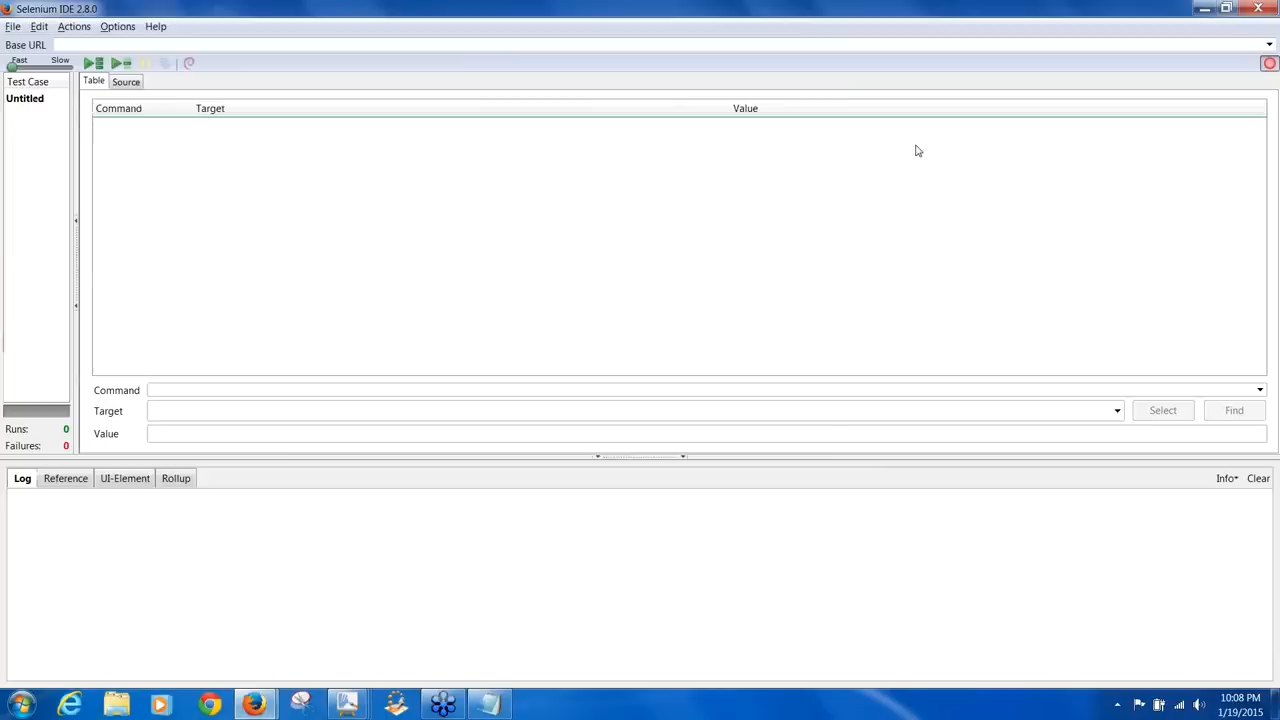 Selenium IDE 2.8.0
File Edit Actions Options Help
Base URL
Fast Slow
Test Case
Table Source
Untitled
Command Target Value
Command
Target Select Find
Value
Runs: 0
Failures: 0
Log Reference UI-Element Rollup Info Clear
10:08 PM
1/19/2015